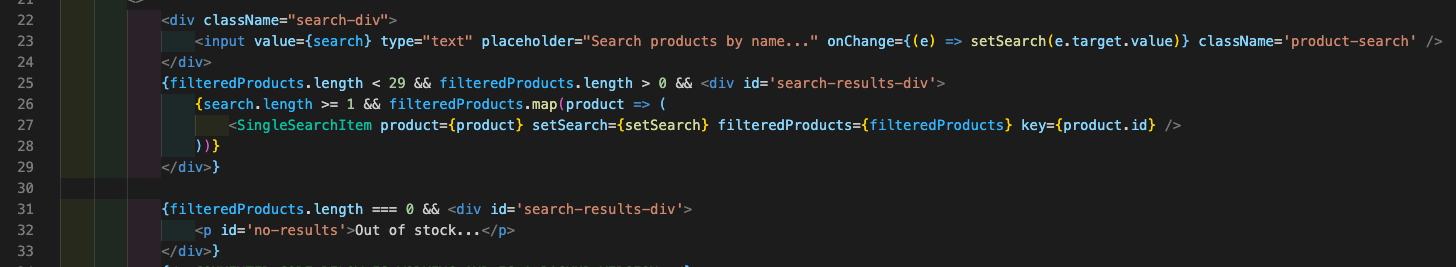 21 <>
22 <div className="search-div">
23 <input value={search} type="text" placeholder="Search products by name..." onChange={(e) => setSearch(e.target.value)} className='product-search' />
24 </div>
25 {filteredProducts.length < 29 && filteredProducts.length > 0 && <div id='search-results-div'>
26 {search.length >= 1 && filteredProducts.map(product => (
27 <SingleSearchItem product={product} setSearch={setSearch} filteredProducts={filteredProducts} key={product.id} />
28 ))}
29 </div>}
30
31 {filteredProducts.length === 0 && <div id='search-results-div'>
32 <p id='no-results'>Out of stock...</p>
33 </div>}